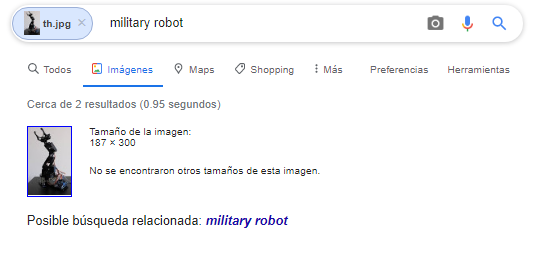 th.jpg × military robot
Todos Imágenes Maps Shopping Más Preferencias Herramientas
Cerca de 2 resultados (0.95 segundos)
Tamaño de la imagen:
187 × 300
No se encontraron otros tamaños de esta imagen.
Posible búsqueda relacionada: military robot